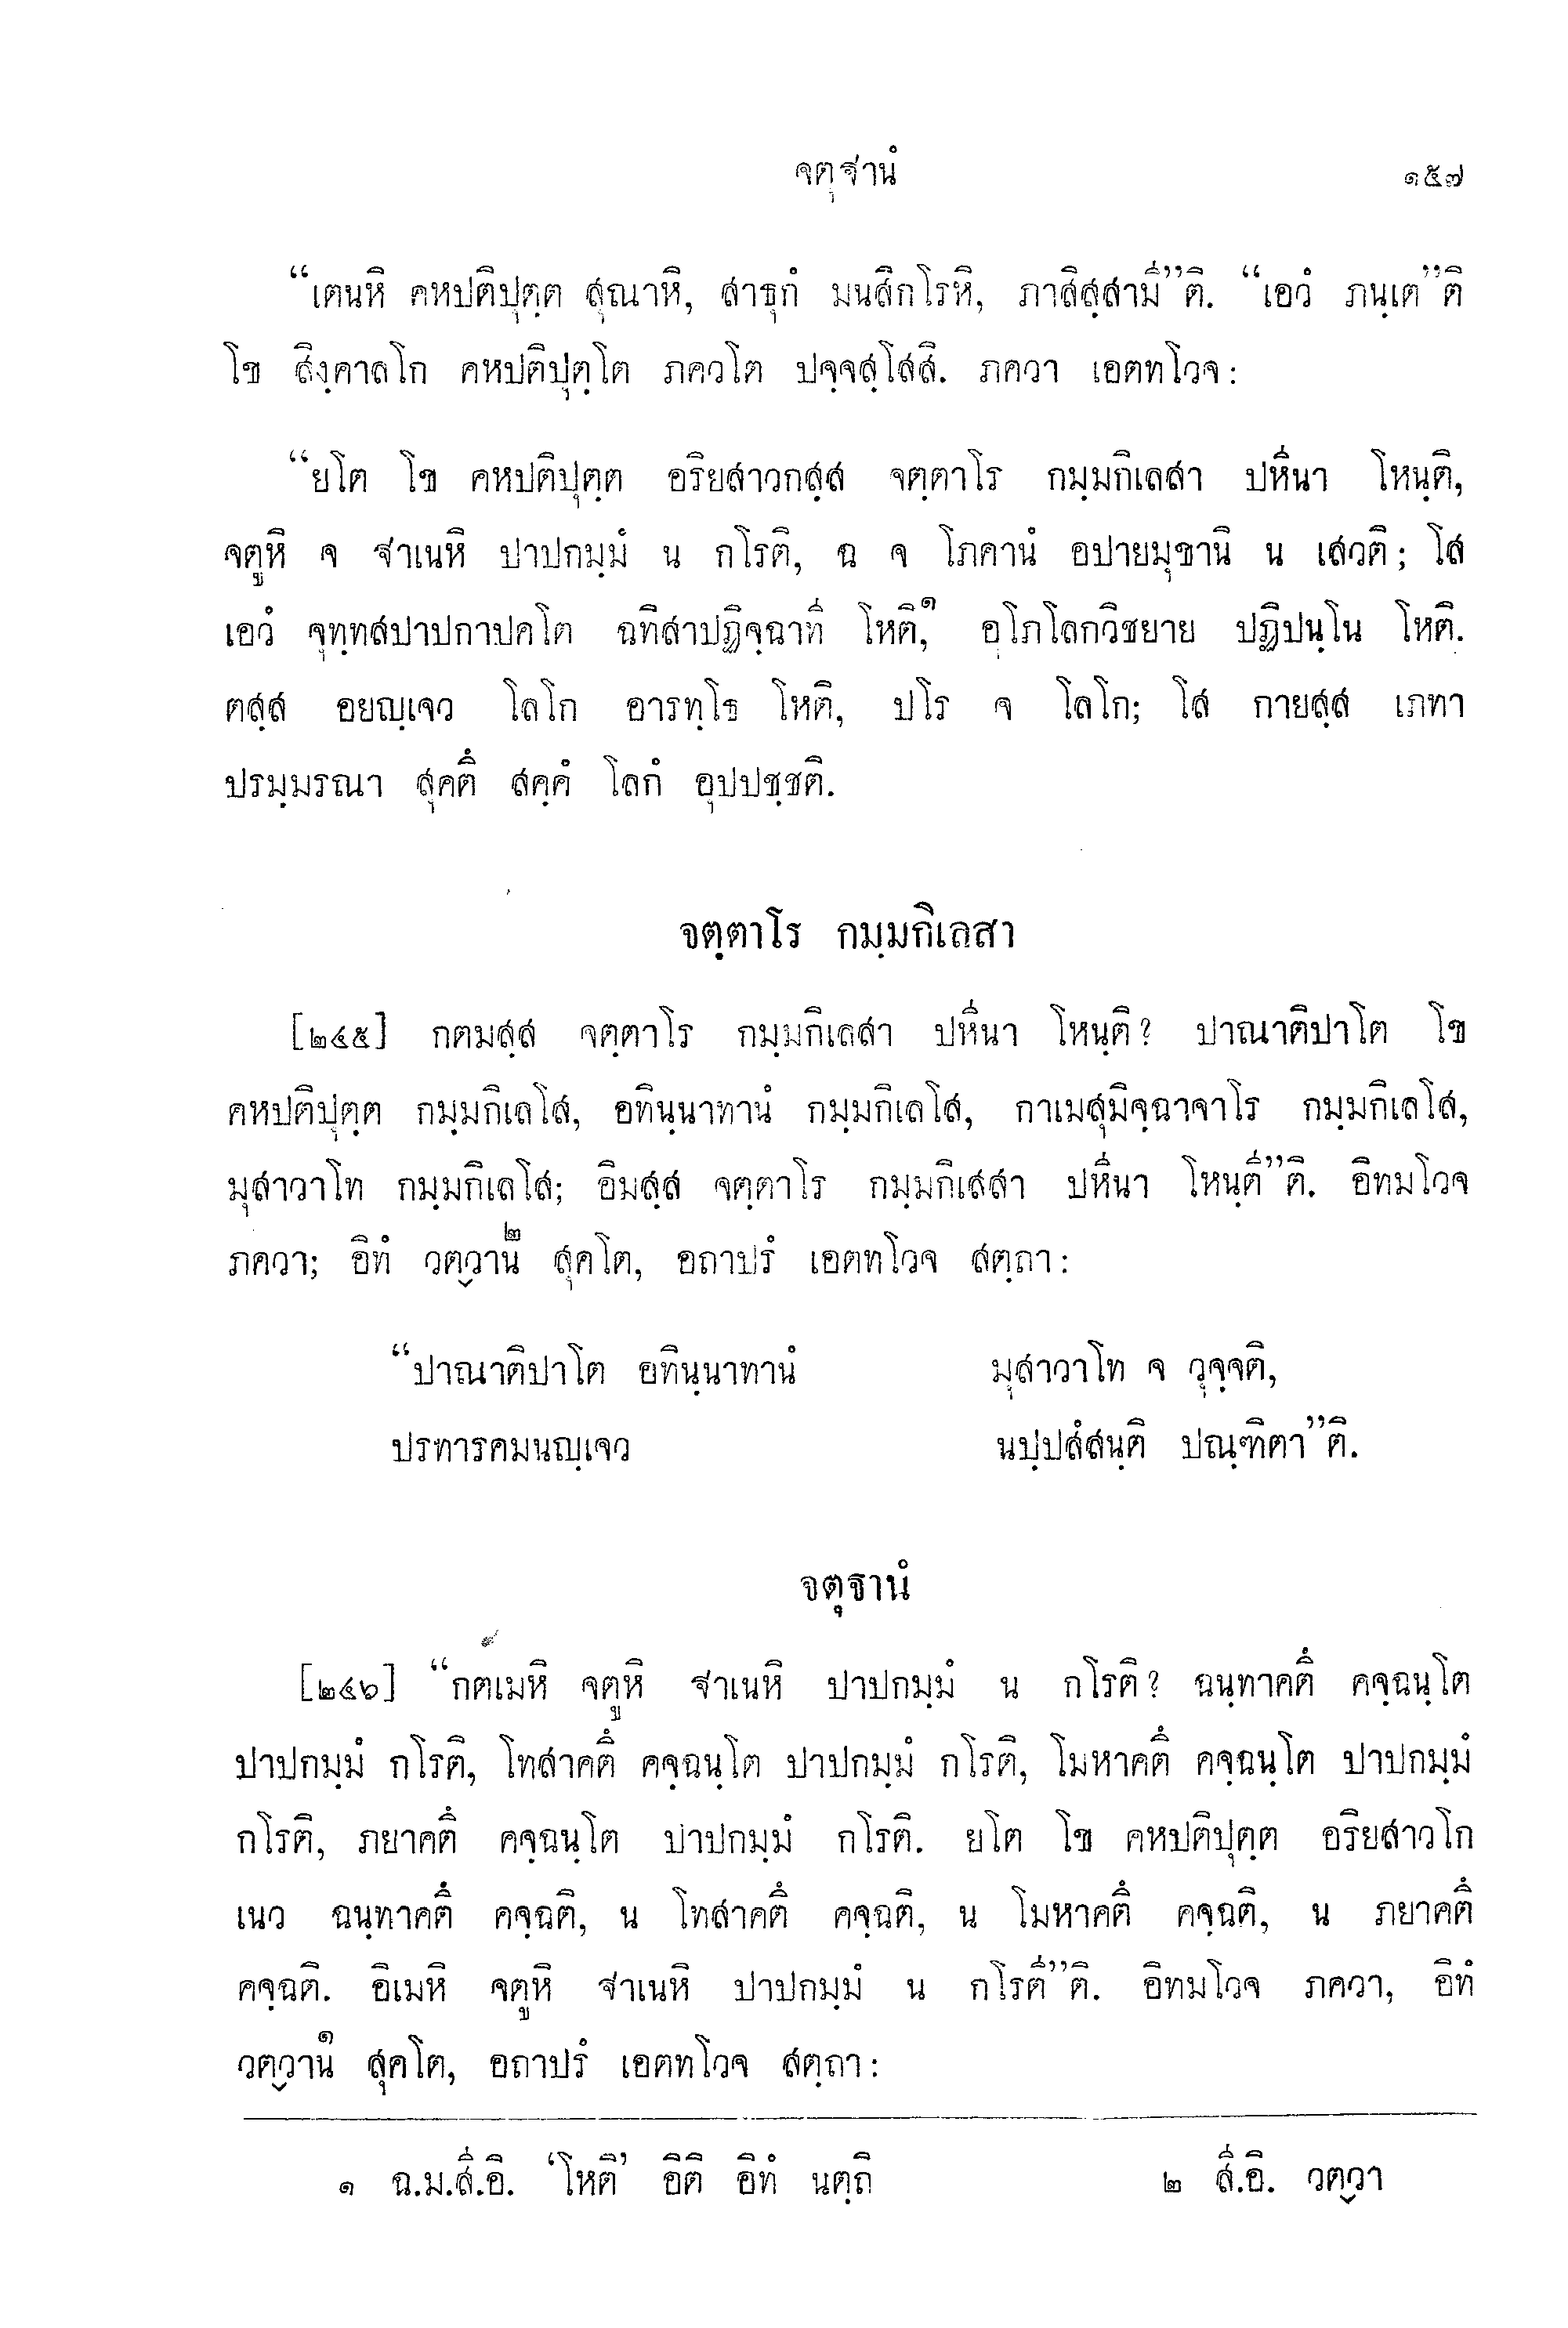 จตุฐานํ ๑๕๗
“เตนหิ คหปติปุตฺต สุณาหิ, สาธุกํ มนสิกโรหิ, ภาสิสฺสามี”ติ. “เอวํ ภนฺเต”ติ
โข สิงฺคาลโก คหปติปุตฺโต ภควโต ปจฺจสฺโสสิ. ภควา เอตทโวจ:
“ยโต โข คหปติปุตฺต อริยสาวกสฺส จตฺตาโร กมฺมกิเลสา ปหีนา โหนฺติ,
จตูหิ จ ฐาเนหิ ปาปกมฺมํ น กโรติ, ฉ จ โภคานํ อปายมุขานิ น เสวติ; โส
เอวํ จุทฺทสปาปกาปคโต ฉทิสาปฏิจฺฉาที โหติ,๑ อุโภโลกวิชยาย ปฏิปนฺโน โหติ.
ตสฺส อยญฺเจว โลโก อารทฺโธ โหติ, ปโร จ โลโก; โส กายสฺส เภทา
ปรมฺมรณา สุคตึ สคฺคํ โลกํ อุปปชฺชติ.
จตฺตาโร กมฺมกิเลสา
[๒๔๕] กตมสฺส จตฺตาโร กมฺมกิเลสา ปหีนา โหนฺติ? ปาณาติปาโต โข
คหปติปุตฺต กมฺมกิเลโส, อทินฺนาทานํ กมฺมกิเลโส, กาเมสุมิจฺฉาจาโร กมฺมกิเลโส,
มุสาวาโท กมฺมกิเลโส; อิมสฺส จตฺตาโร กมฺมกิเสสา ปหีนา โหนฺตี”ติ. อิทมโวจ
ภควา; อิทํ วตฺวาน๒ สุคโต, อถาปรํ เอตทโวจ สตฺถา:
“ปาณาติปาโต อทินฺนาทานํ มุสาวาโท จ วุจฺจติ,
ปรทารคมนญฺเจว นปฺปสํสนฺติ ปณฺฑิตา”ติ.
จตุฐานํ
[๒๔๖] “กตเมหิ จตูหิ ฐาเนหิ ปาปกมฺมํ น กโรติ? ฉนฺทาคตึ คจฺฉนฺโต
ปาปกมฺมํ กโรติ, โทสาคตึ คจฺฉนฺโต ปาปกมฺมํ กโรติ, โมหาคตึ คจฺฉนฺโต ปาปกมฺมํ
กโรติ, ภยาคตึ คจฺฉนฺโต ปาปกมฺมํ กโรติ. ยโต โข คหปติปุตฺต อริยสาวโก
เนว ฉนฺทาคตึ คจฺฉติ, น โทสาคตึ คจฺฉติ, น โมหาคตึ คจฺฉติ, น ภยาคตึ
คจฺฉติ. อิเมหิ จตูหิ ฐาเนหิ ปาปกมฺมํ น กโรตี”ติ. อิทมโวจ ภควา, อิทํ
วตฺวาน๑ สุคโต, อถาปรํ เอตทโวจ สตฺถา:
๑ ฉ.ม.สี.อิ. ‘โหติ’ อิติ อิทํ นตฺถิ ๒ สี.อิ. วตฺวา